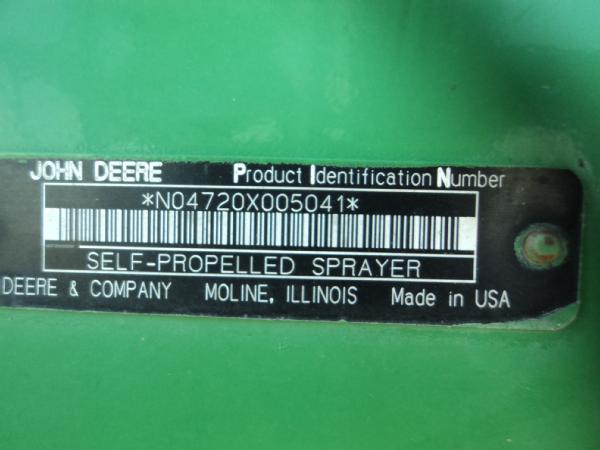 JOHN DEERE Product Identification Number
*N04720X005041*
SELF-PROPELLED SPRAYER
DEERE & COMPANY MOLINE, ILLINOIS Made in USA